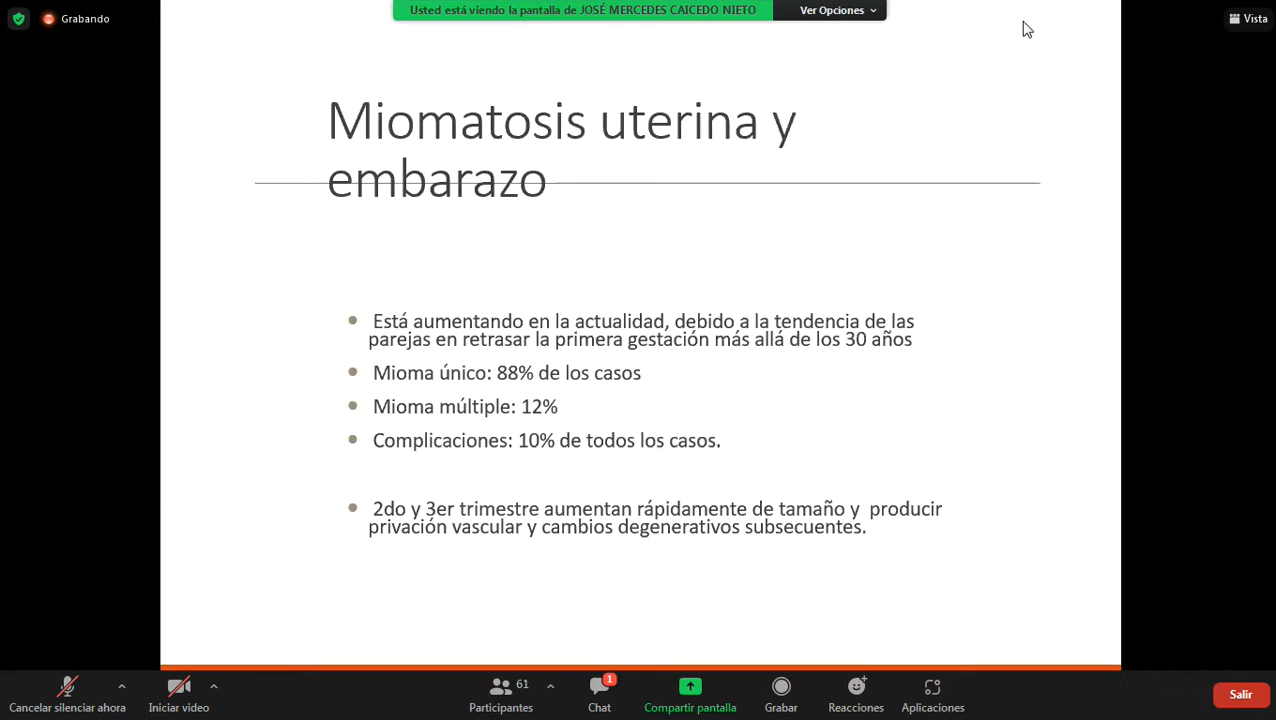 Grabando
Usted está viendo la pantalla de JOSÉ MERCEDES CAICEDO NIETO
Ver Opciones
Vista
Miomatosis uterina y
embarazo
Está aumentando en la actualidad, debido a la tendencia de las
parejas en retrasar la primera gestación más allá de los 30 años
Mioma único: 88% de los casos
Mioma múltiple: 12%
Complicaciones: 10% de todos los casos.
2do y 3er trimestre aumentan rápidamente de tamaño y  producir
privación vascular y cambios degenerativos subsecuentes.
Cancelar silenciar ahora
Iniciar video
61
Participantes
1
Chat
Compartir pantalla
Grabar
Reacciones
Aplicaciones
Salir